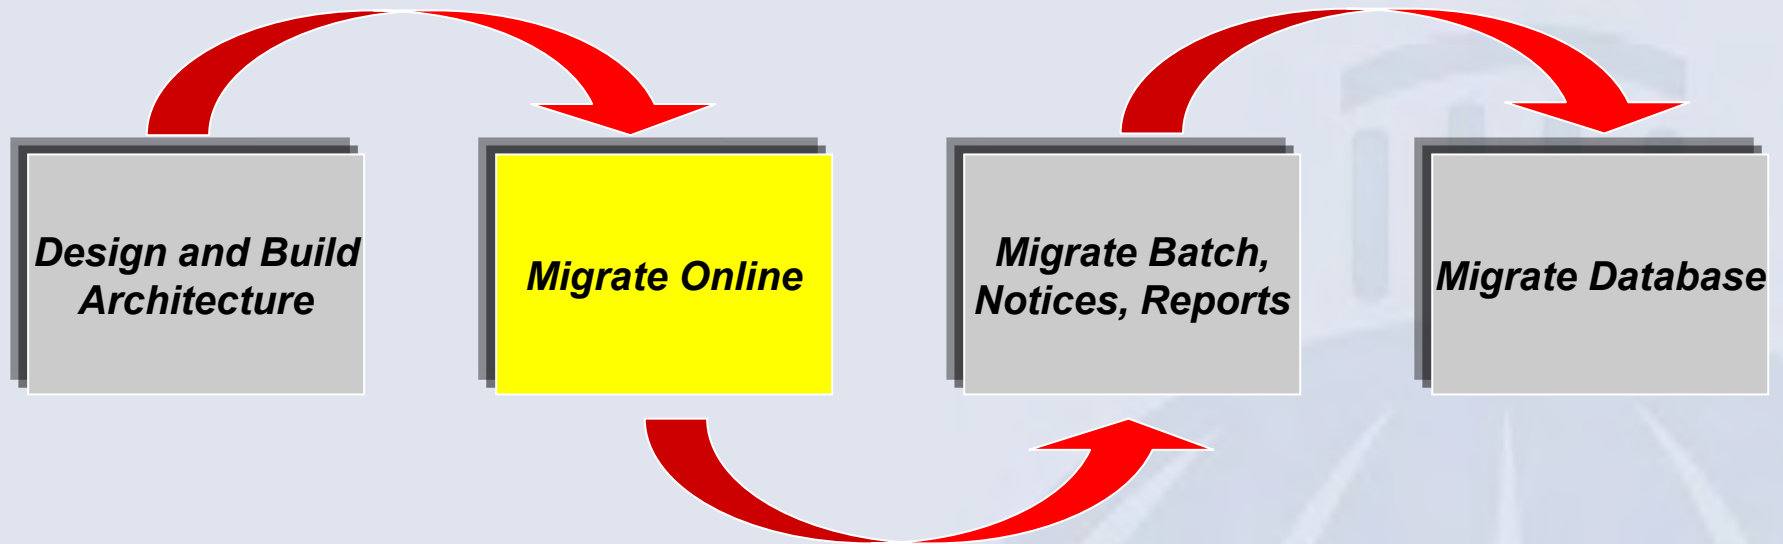 Design and Build
Architecture
Migrate Online
Migrate Batch,
Notices, Reports
Migrate Database